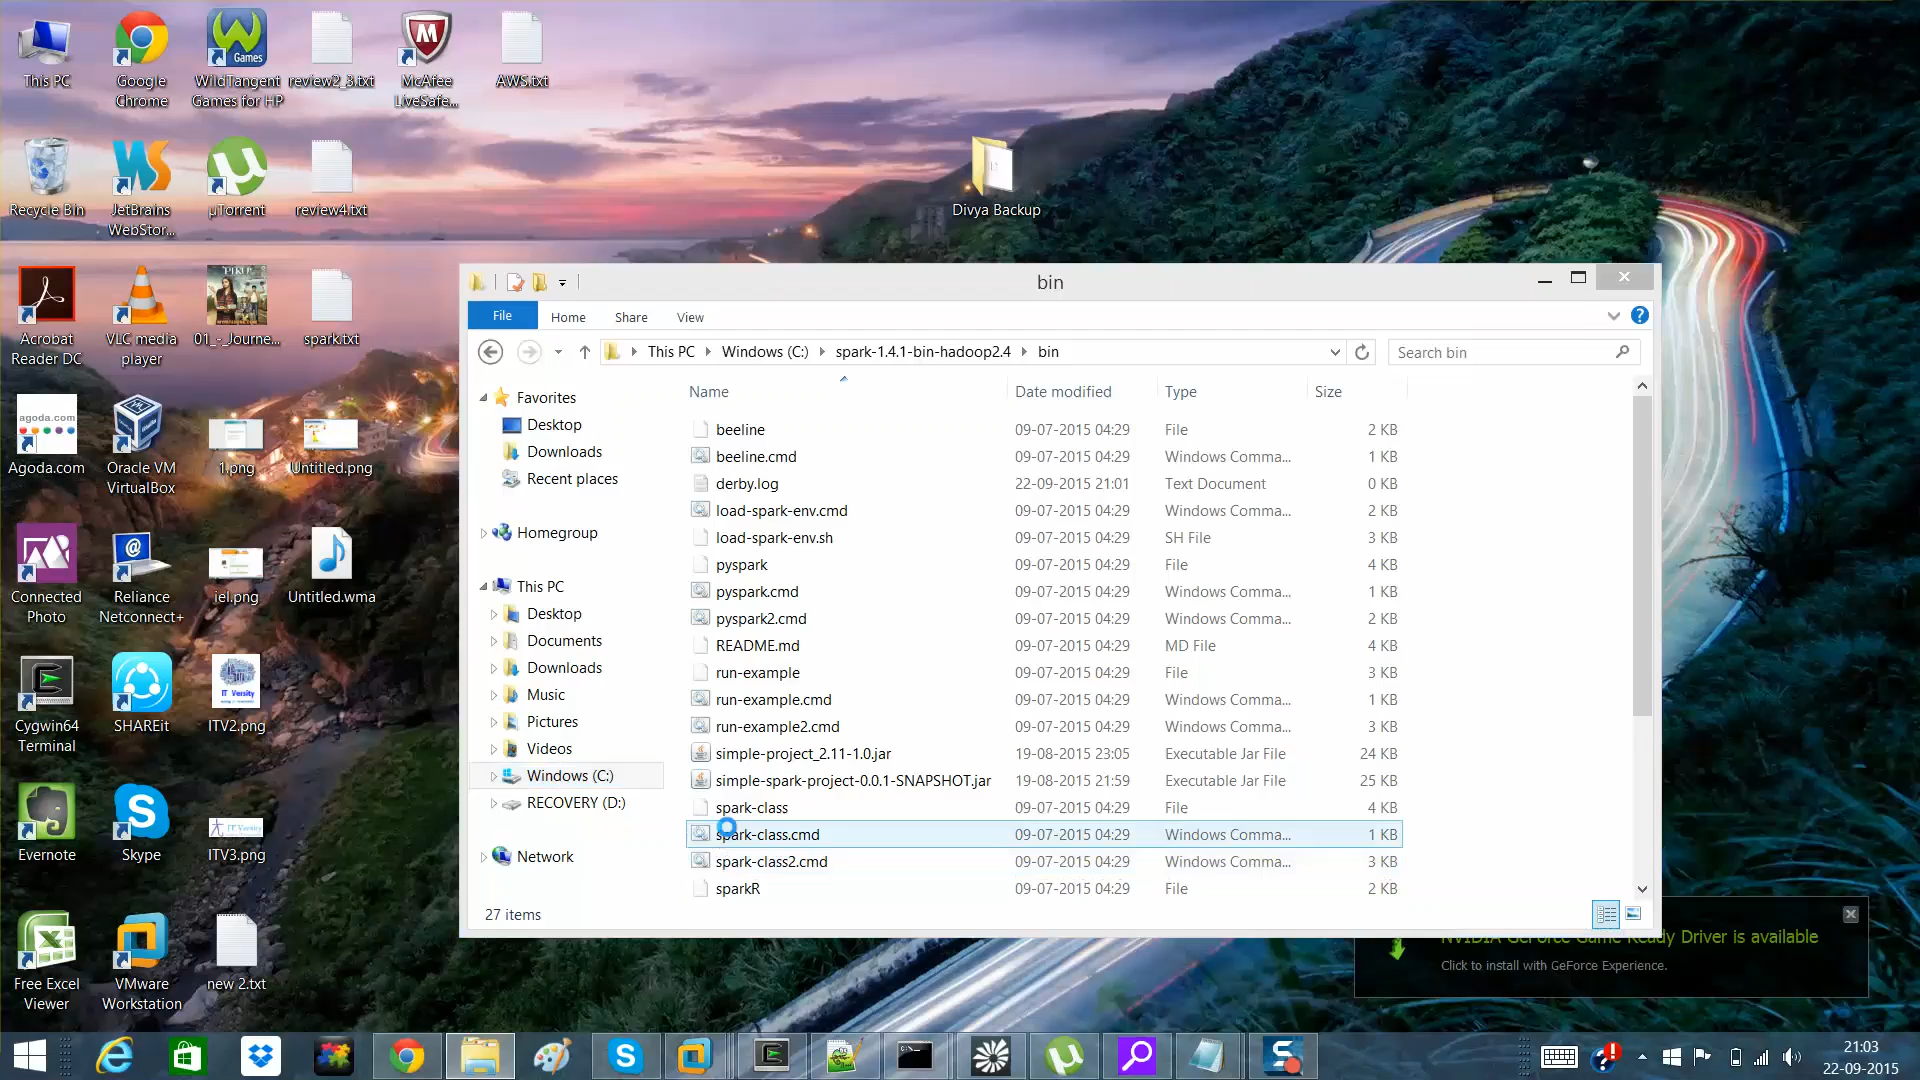 This PC
Google
Chrome
WildTangent
Games for HP
review2_3.txt
McAfee
LiveSafe...
AWS.txt
Games
Recycle Bin
JetBrains
WebStor...
µTorrent
review4.txt
Divya Backup
Acrobat
Reader DC
VLC media
player
01_-_Journe...
spark.txt
agoda.com
Agoda.com
Oracle VM
VirtualBox
1.png
Untitled.png
Connected
Photo
Reliance
Netconnect+
iel.png
Untitled.wma
Cygwin64
Terminal
SHAREit
IT Versity
ITV2.png
Evernote
Skype
IT Versity
ITV3.png
Free Excel
Viewer
VMware
Workstation
new 2.txt
bin
File
Home
Share
View
This PC
Windows (C:)
spark-1.4.1-bin-hadoop2.4
bin
Search bin
Favorites
Desktop
Downloads
Recent places
Homegroup
This PC
Desktop
Documents
Downloads
Music
Pictures
Videos
Windows (C:)
RECOVERY (D:)
Network
Name Date modified Type Size
beeline 09-07-2015 04:29 File 2 KB
beeline.cmd 09-07-2015 04:29 Windows Comma... 1 KB
derby.log 22-09-2015 21:01 Text Document 0 KB
load-spark-env.cmd 09-07-2015 04:29 Windows Comma... 2 KB
load-spark-env.sh 09-07-2015 04:29 SH File 3 KB
pyspark 09-07-2015 04:29 File 4 KB
pyspark.cmd 09-07-2015 04:29 Windows Comma... 1 KB
pyspark2.cmd 09-07-2015 04:29 Windows Comma... 2 KB
README.md 09-07-2015 04:29 MD File 4 KB
run-example 09-07-2015 04:29 File 3 KB
run-example.cmd 09-07-2015 04:29 Windows Comma... 1 KB
run-example2.cmd 09-07-2015 04:29 Windows Comma... 3 KB
simple-project_2.11-1.0.jar 19-08-2015 23:05 Executable Jar File 24 KB
simple-spark-project-0.0.1-SNAPSHOT.jar 19-08-2015 21:59 Executable Jar File 25 KB
spark-class 09-07-2015 04:29 File 4 KB
spark-class.cmd 09-07-2015 04:29 Windows Comma... 1 KB
spark-class2.cmd 09-07-2015 04:29 Windows Comma... 3 KB
sparkR 09-07-2015 04:29 File 2 KB
27 items
NVIDIA GeForce Game Ready Driver is available
Click to install with GeForce Experience.
21:03
22-09-2015